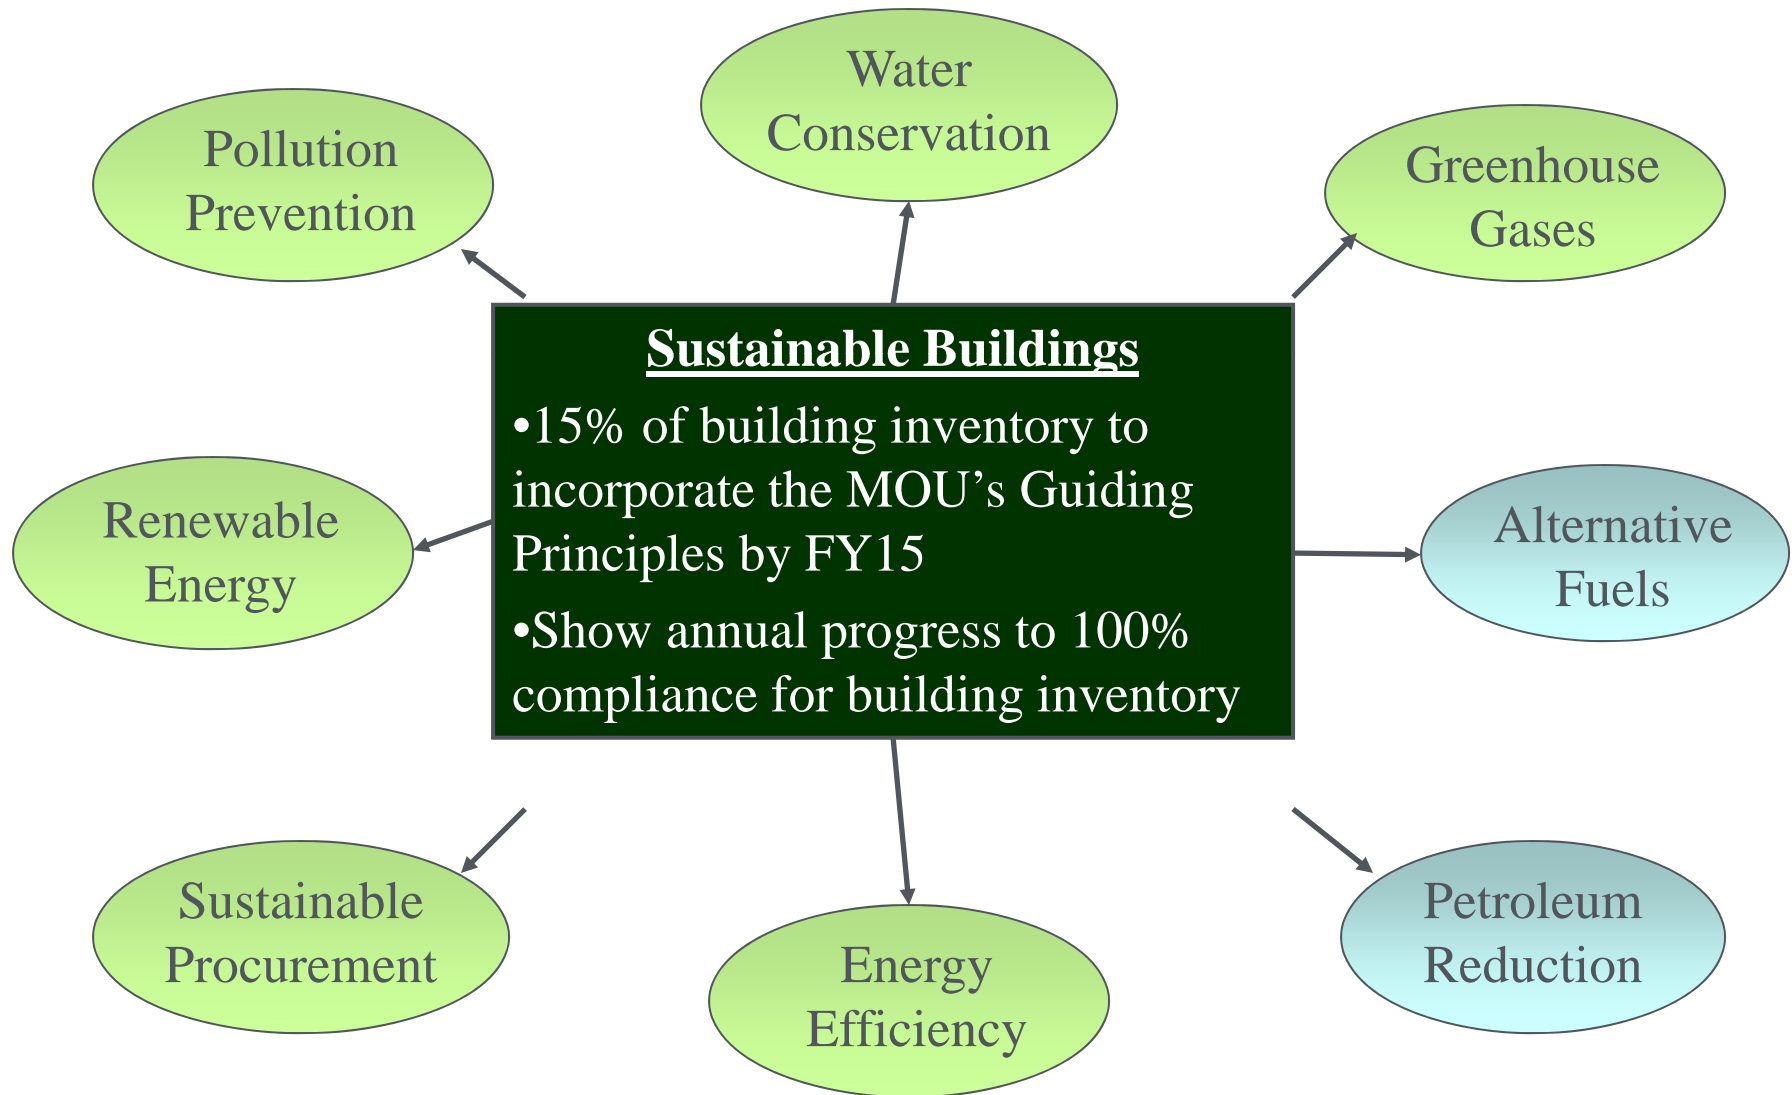 Water
Conservation
Pollution
Prevention
Greenhouse
Gases
Sustainable Buildings
•15% of building inventory to
incorporate the MOU’s Guiding
Principles by FY15
•Show annual progress to 100%
compliance for building inventory
Renewable
Energy
Alternative
Fuels
Sustainable
Procurement
Energy
Efficiency
Petroleum
Reduction